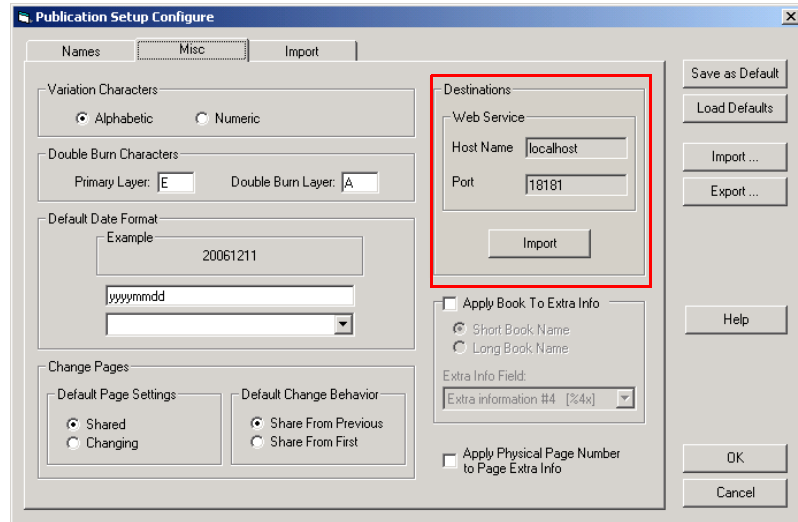 Publication Setup Configure
Names
Misc
Import
Variation Characters
Alphabetic
Numeric
Double Burn Characters
Primary Layer: E
Double Burn Layer: A
Default Date Format
Example
20061211
yyyymmdd
Change Pages
Default Page Settings
Shared
Changing
Default Change Behavior
Share From Previous
Share From First
Destinations
Web Service
Host Name localhost
Port 18181
Import
Apply Book To Extra Info
Short Book Name
Long Book Name
Extra Info Field:
Extra information #4 [%4x]
Apply Physical Page Number
to Page Extra Info
Save as Default
Load Defaults
Import ...
Export ...
Help
OK
Cancel